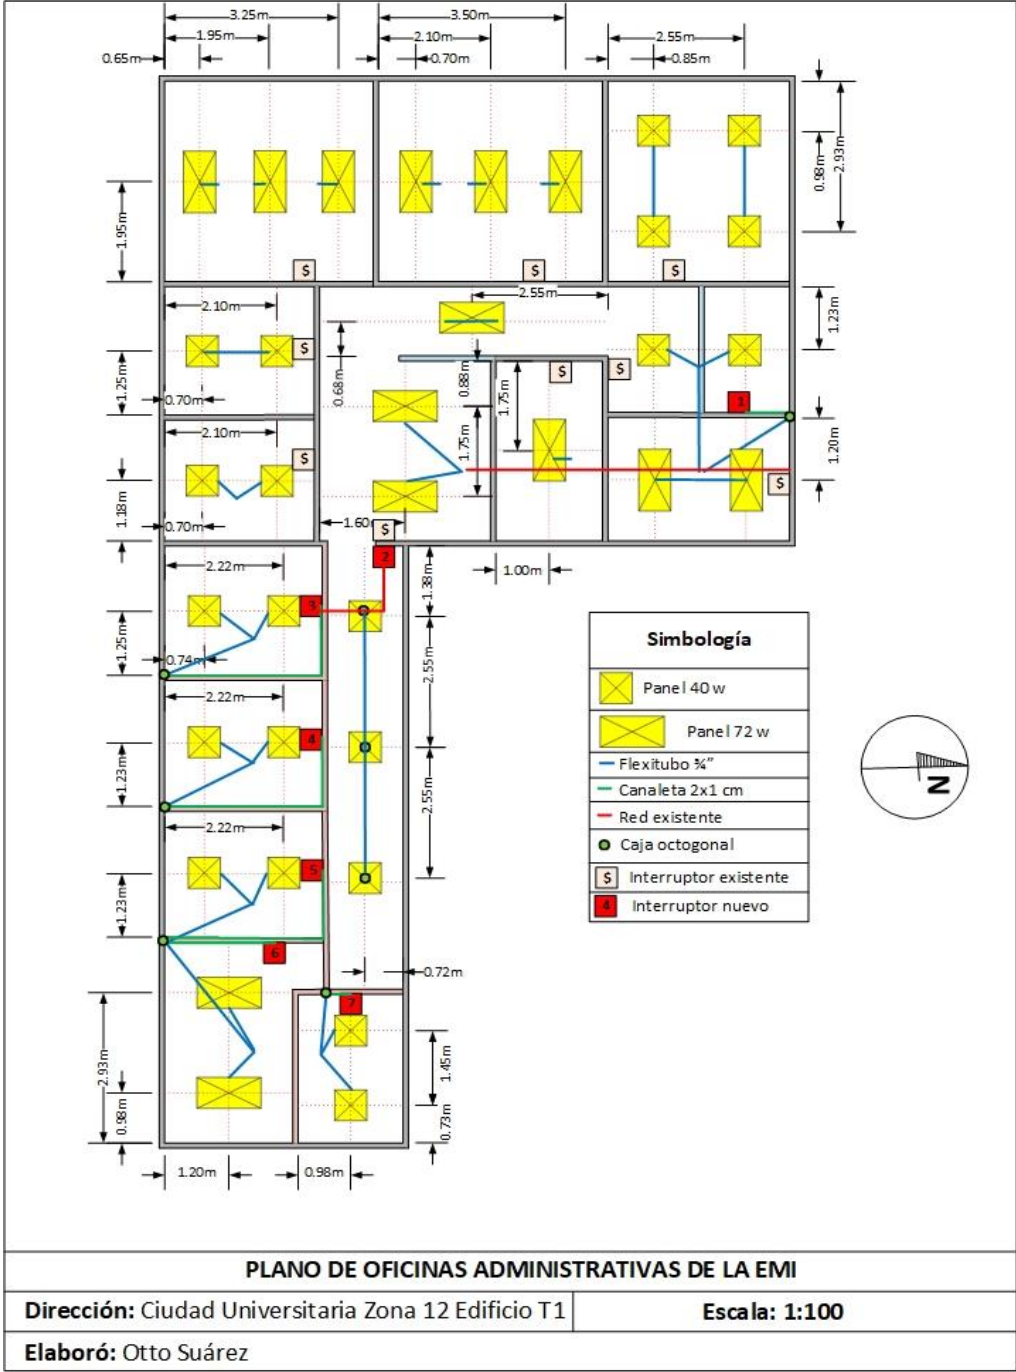 3.25m
3.50m
1.95m
2.10m
2.55m
0.65m
0.70m
0.85m
0.98m
2.93m
1.95m
$
$
$
2.55m
2.10m
1.23m
$
0.68m
0.88m
1.75m
$
$
1.25m
0.70m
1
2.10m
1.75m
1.20m
$
$
1.18m
0.70m
1.60
$
2
1.00m
1.38m
2.22m
3
1.25m
0.74m
2.55m
2.22m
4
1.23m
2.55m
2.22m
5
1.23m
6
0.72m
7
2.93m
1.45m
0.98m
0.73m
1.20m
0.98m
Simbología
Panel 40 w
Panel 72 w
Flexitubo ¾"
Canaleta 2x1 cm
Red existente
Caja octogonal
$ Interruptor existente
4 Interruptor nuevo
N
PLANO DE OFICINAS ADMINISTRATIVAS DE LA EMI
Dirección: Ciudad Universitaria Zona 12 Edificio T1
Escala: 1:100
Elaboró: Otto Suárez